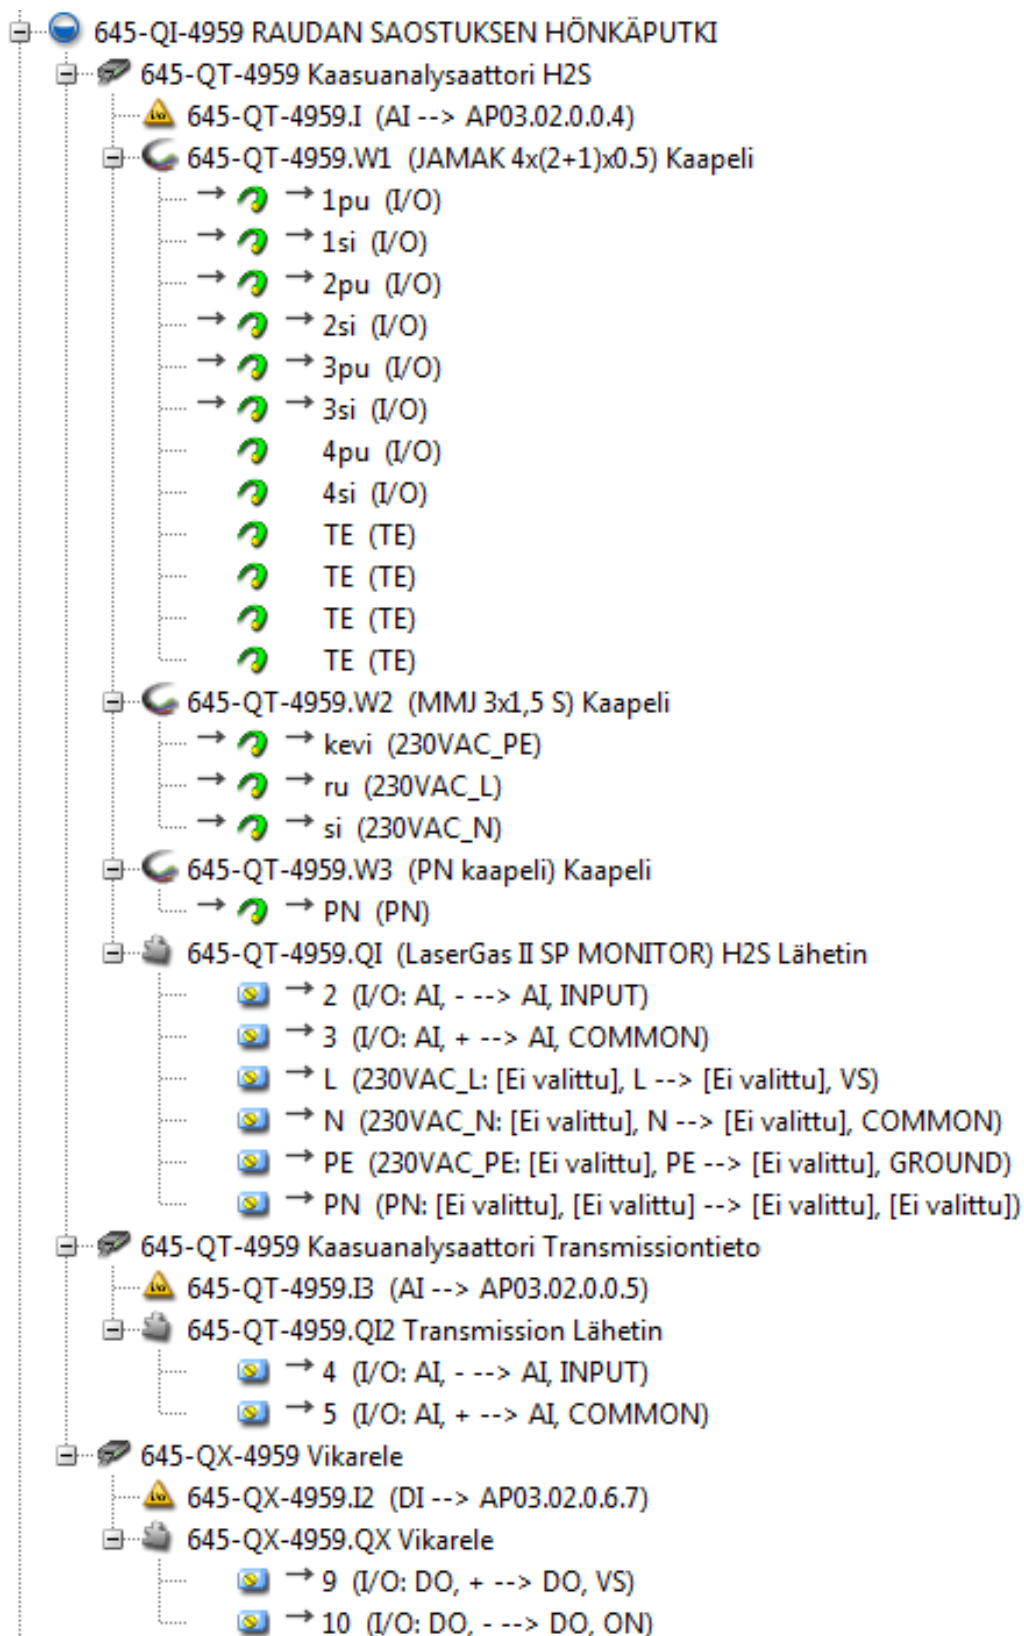 645-QI-4959 RAUDAN SAOSTUKSEN HÖNKÄPUTKI
645-QT-4959 Kaasuanalysaattori H2S
645-QT-4959.I (AI --> AP03.02.0.0.4)
645-QT-4959.W1 (JAMAK 4x(2+1)x0.5) Kaapeli
1pu (I/O)
1si (I/O)
2pu (I/O)
2si (I/O)
3pu (I/O)
3si (I/O)
4pu (I/O)
4si (I/O)
TE (TE)
TE (TE)
TE (TE)
TE (TE)
645-QT-4959.W2 (MMJ 3x1,5 S) Kaapeli
kevi (230VAC_PE)
ru (230VAC_L)
si (230VAC_N)
645-QT-4959.W3 (PN kaapeli) Kaapeli
PN (PN)
645-QT-4959.QI (LaserGas II SP MONITOR) H2S Lähetin
2 (I/O: AI, - --> AI, INPUT)
3 (I/O: AI, + --> AI, COMMON)
L (230VAC_L: [Ei valittu], L --> [Ei valittu], VS)
N (230VAC_N: [Ei valittu], N --> [Ei valittu], COMMON)
PE (230VAC_PE: [Ei valittu], PE --> [Ei valittu], GROUND)
PN (PN: [Ei valittu], [Ei valittu] --> [Ei valittu], [Ei valittu])
645-QT-4959 Kaasuanalysaattori Transmissiontieto
645-QT-4959.I3 (AI --> AP03.02.0.0.5)
645-QT-4959.QI2 Transmission Lähetin
4 (I/O: AI, - --> AI, INPUT)
5 (I/O: AI, + --> AI, COMMON)
645-QX-4959 Vikarele
645-QX-4959.I2 (DI --> AP03.02.0.6.7)
645-QX-4959.QX Vikarele
9 (I/O: DO, + --> DO, VS)
10 (I/O: DO, - --> DO, ON)